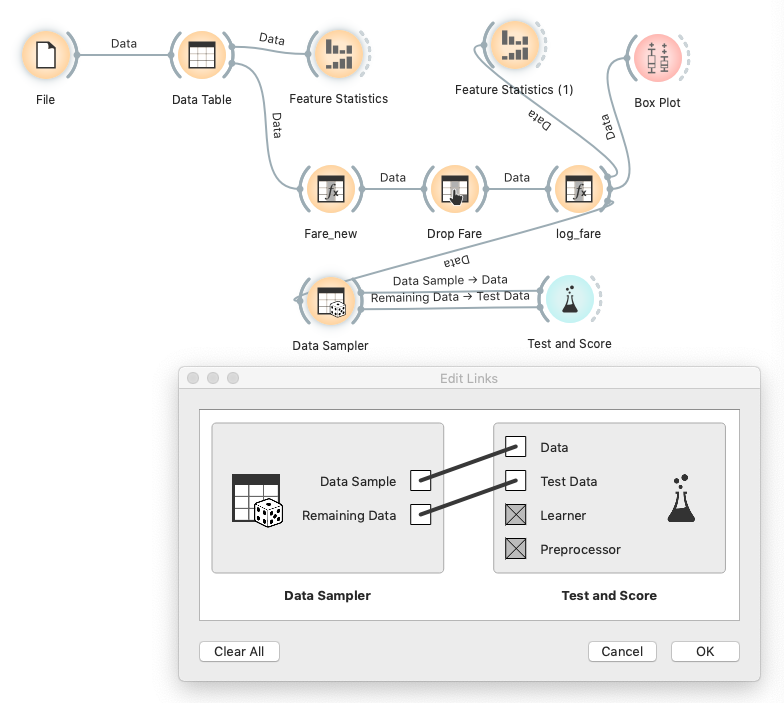 Data
Data
File
Data Table
Feature Statistics
Feature Statistics (1)
Box Plot
Data
Data
Data
Data
Data
Fare_new
Drop Fare
log_fare
Data
Data Sample → Data
Remaining Data → Test Data
Data Sampler
Test and Score
Edit Links
Data Sample
Remaining Data
Data
Test Data
Learner
Preprocessor
Data Sampler
Test and Score
Clear All
Cancel
OK